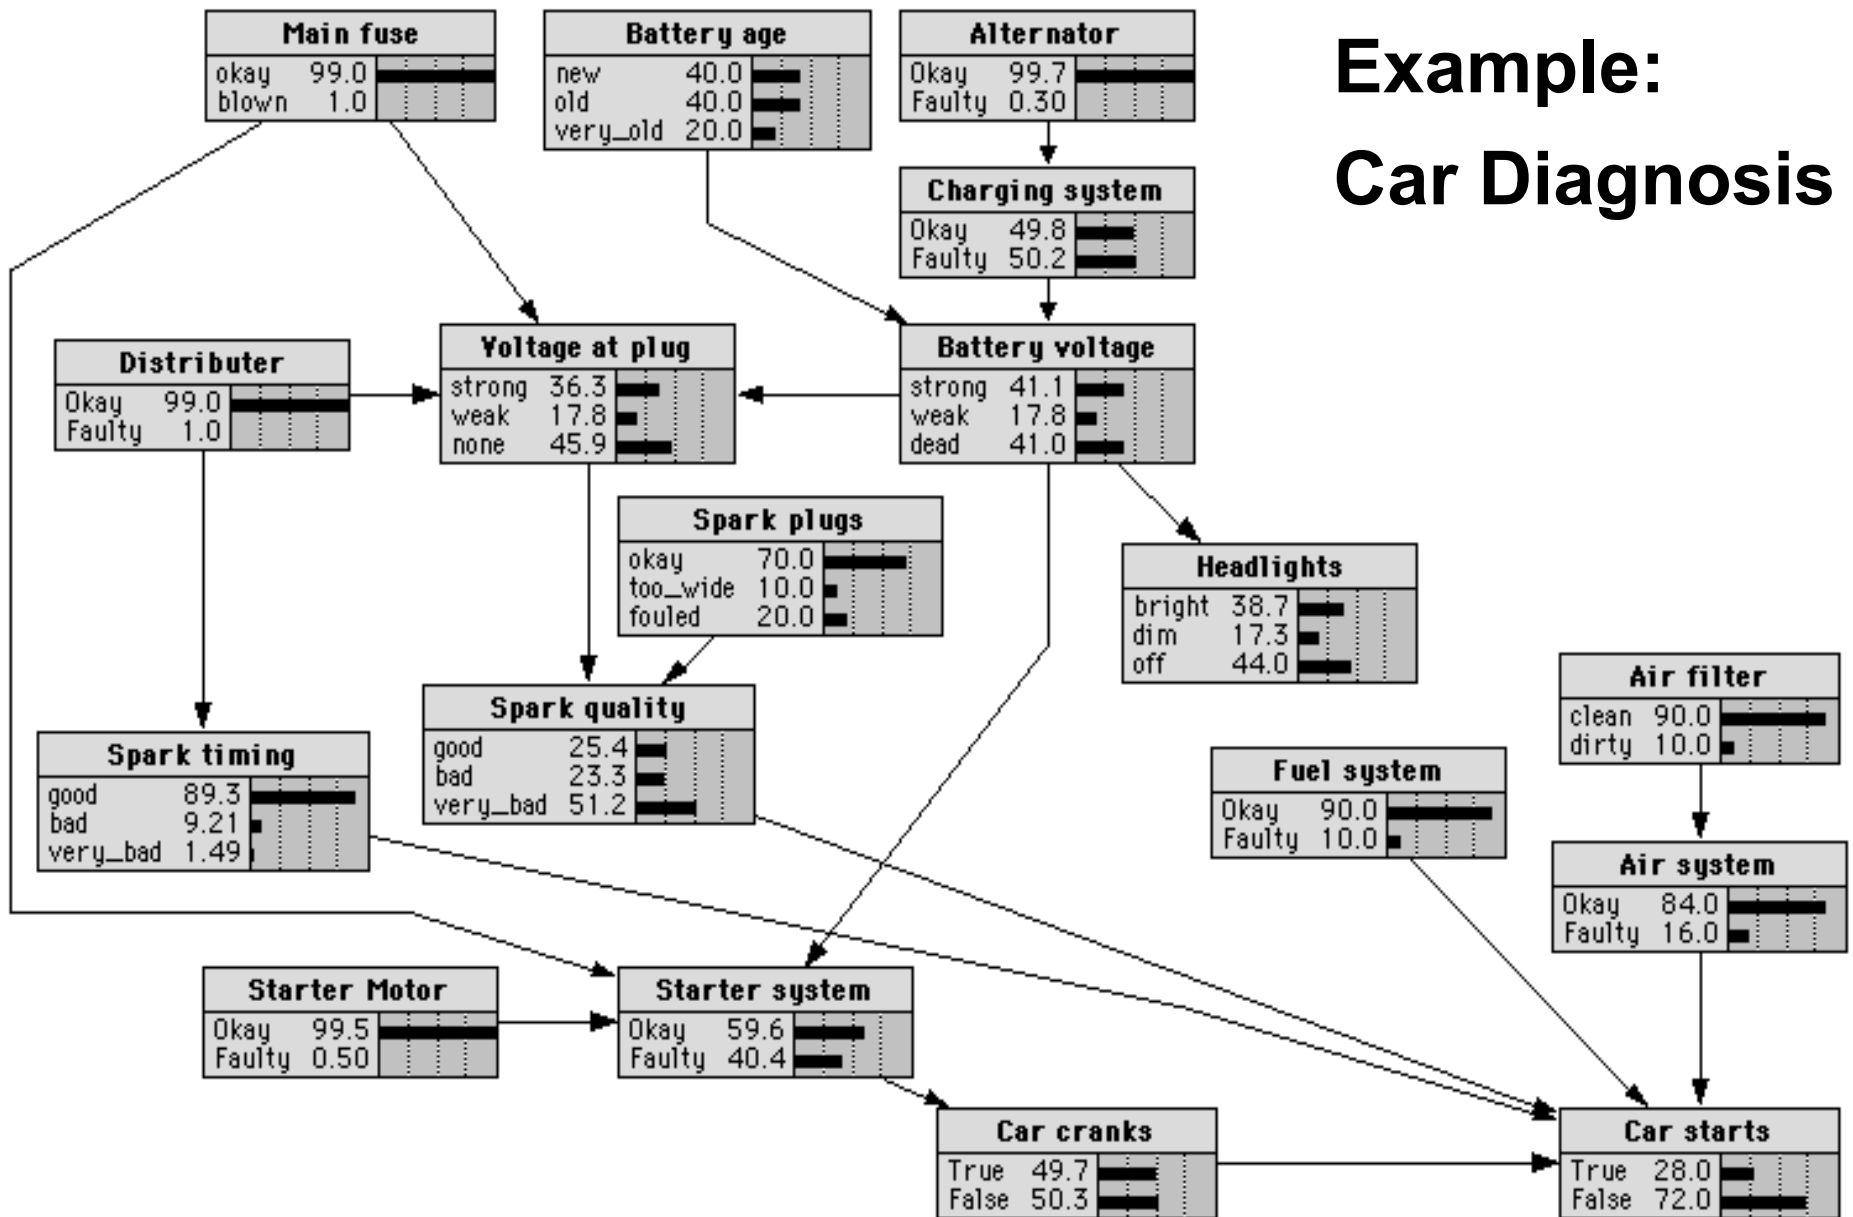 Example:
Car Diagnosis
Main fuse
okay 99.0
blown 1.0
Battery age
new 40.0
old 40.0
very_old 20.0
Alternator
Okay 99.7
Faulty 0.30
Charging system
Okay 49.8
Faulty 50.2
Distributer
Okay 99.0
Faulty 1.0
Voltage at plug
strong 36.3
weak 17.8
none 45.9
Battery voltage
strong 41.1
weak 17.8
dead 41.0
Spark plugs
okay 70.0
too_wide 10.0
fouled 20.0
Headlights
bright 38.7
dim 17.3
off 44.0
Spark timing
good 89.3
bad 9.21
very_bad 1.49
Spark quality
good 25.4
bad 23.3
very_bad 51.2
Air filter
clean 90.0
dirty 10.0
Fuel system
Okay 90.0
Faulty 10.0
Air system
Okay 84.0
Faulty 16.0
Starter Motor
Okay 99.5
Faulty 0.50
Starter system
Okay 59.6
Faulty 40.4
Car cranks
True 49.7
False 50.3
Car starts
True 28.0
False 72.0